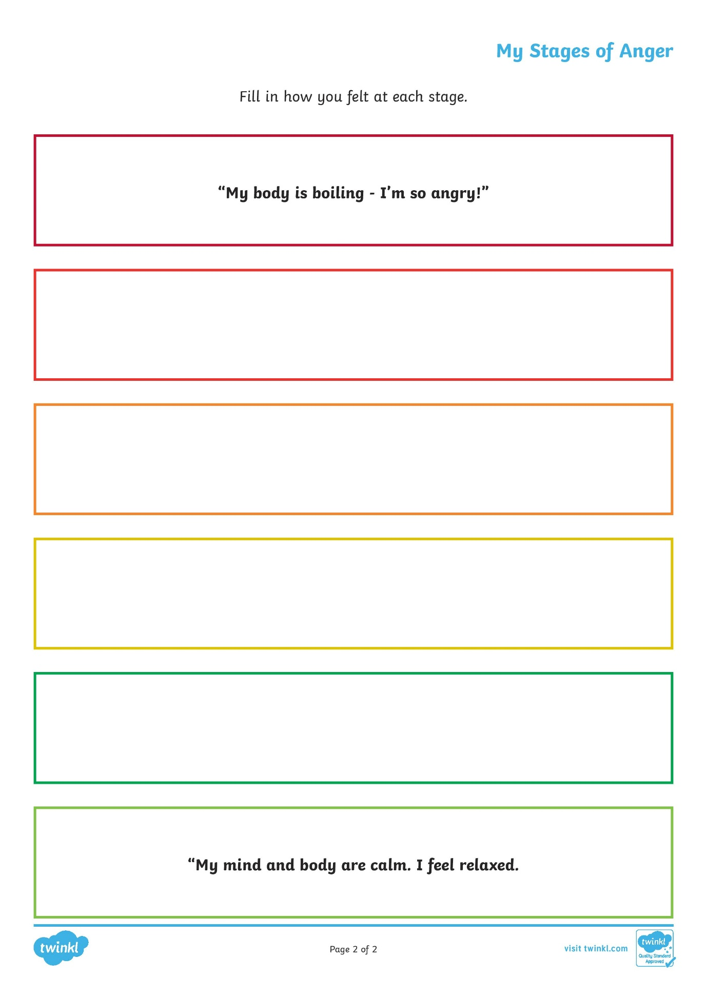 My Stages of Anger
Fill in how you felt at each stage.
“My body is boiling - I’m so angry!”
“My mind and body are calm. I feel relaxed.
twinkl
Page 2 of 2
visit twinkl.com
twinkl
Quality Standard
Approved